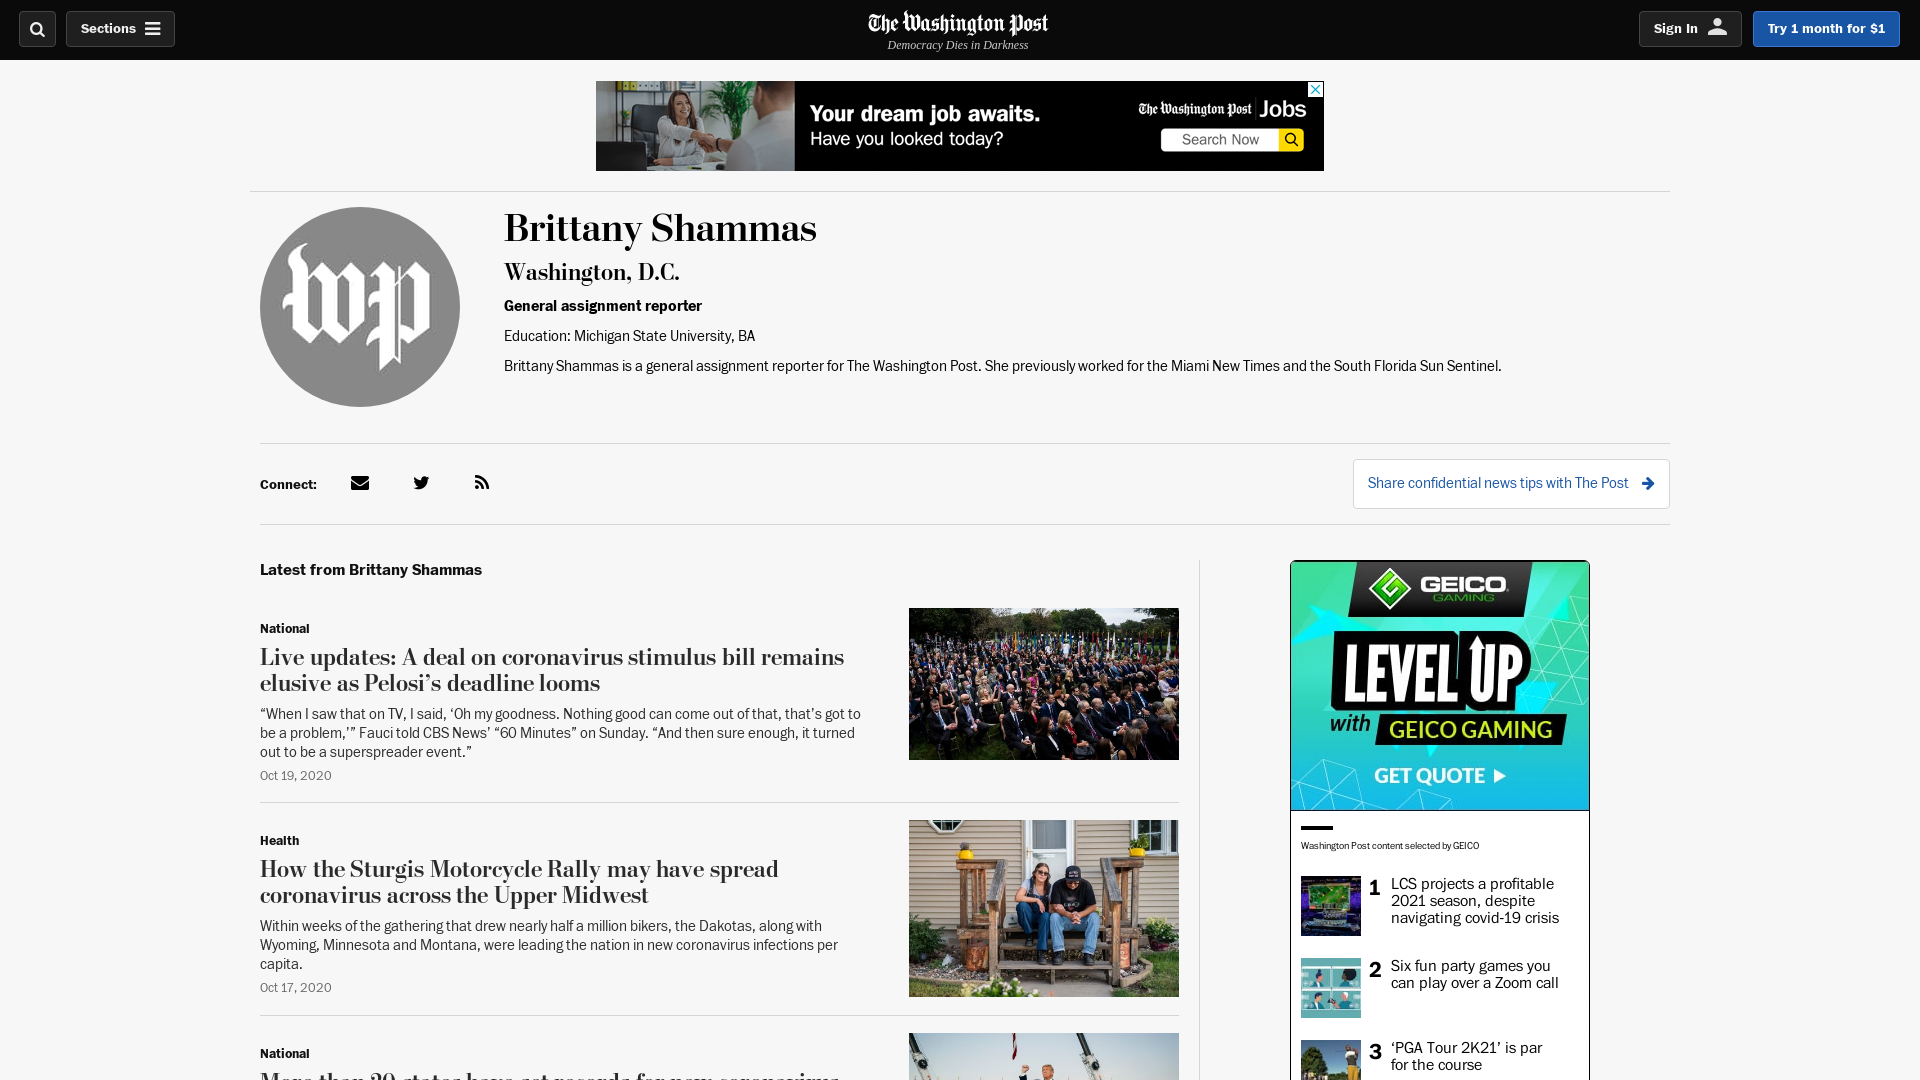 Sections
The Washington Post
Democracy Dies in Darkness
Sign In
Try 1 month for $1
Your dream job awaits.
Have you looked today?
The Washington Post Jobs
Search Now
wp
Brittany Shammas
Washington, D.C.
General assignment reporter
Education: Michigan State University, BA
Brittany Shammas is a general assignment reporter for The Washington Post. She previously worked for the Miami New Times and the South Florida Sun Sentinel.
Connect:
Share confidential news tips with The Post
Latest from Brittany Shammas
National
Live updates: A deal on coronavirus stimulus bill remains
elusive as Pelosi’s deadline looms
“When I saw that on TV, I said, ‘Oh my goodness. Nothing good can come out of that, that’s got to
be a problem,’” Fauci told CBS News’ “60 Minutes” on Sunday. “And then sure enough, it turned
out to be a superspreader event.”
Oct 19, 2020
Health
How the Sturgis Motorcycle Rally may have spread
coronavirus across the Upper Midwest
Within weeks of the gathering that drew nearly half a million bikers, the Dakotas, along with
Wyoming, Minnesota and Montana, were leading the nation in new coronavirus infections per
capita.
Oct 17, 2020
National
More than 20 states have set records for new coronavirus
GEICO
GAMING
LEVEL UP
with GEICO GAMING
GET QUOTE
Washington Post content selected by GEICO
1 LCS projects a profitable
2021 season, despite
navigating covid-19 crisis
2 Six fun party games you
can play over a Zoom call
3 ‘PGA Tour 2K21’ is par
for the course